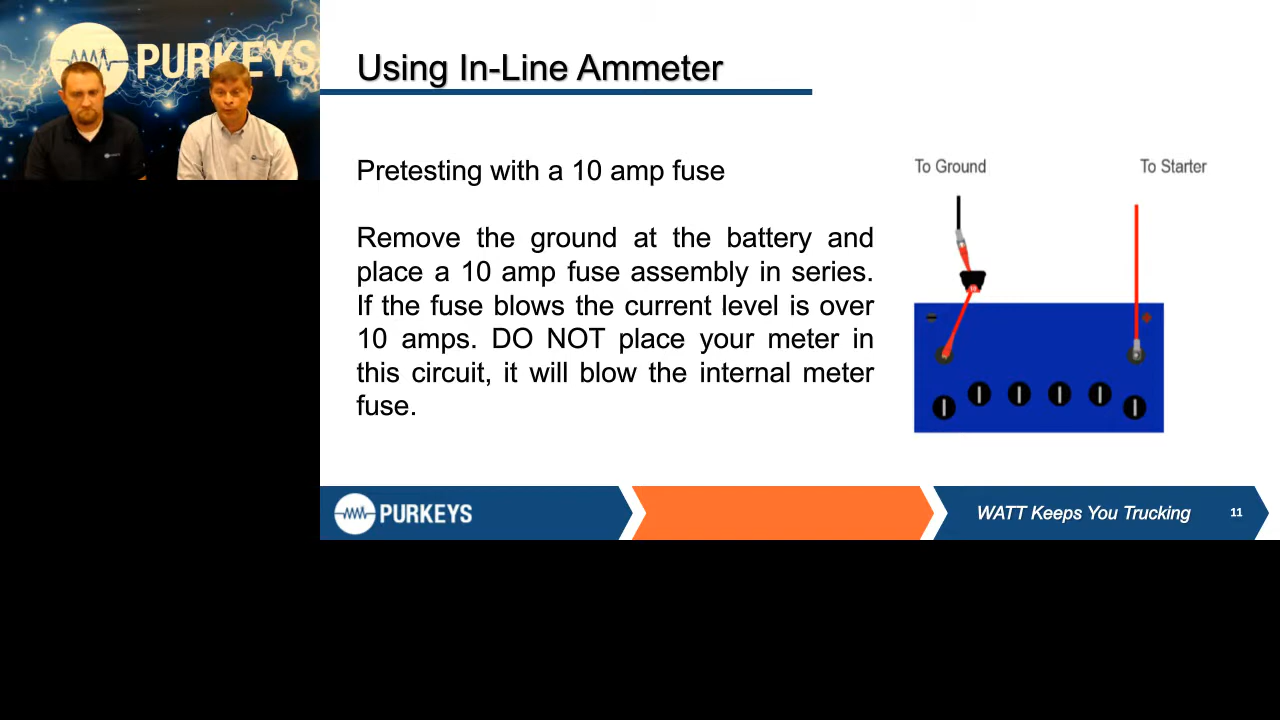 PURKEYS
Using In-Line Ammeter
Pretesting with a 10 amp fuse
Remove the ground at the battery and
place a 10 amp fuse assembly in series.
If the fuse blows the current level is over
10 amps. DO NOT place your meter in
this circuit, it will blow the internal meter
fuse.
To Ground
To Starter
PURKEYS
WATT Keeps You Trucking
11